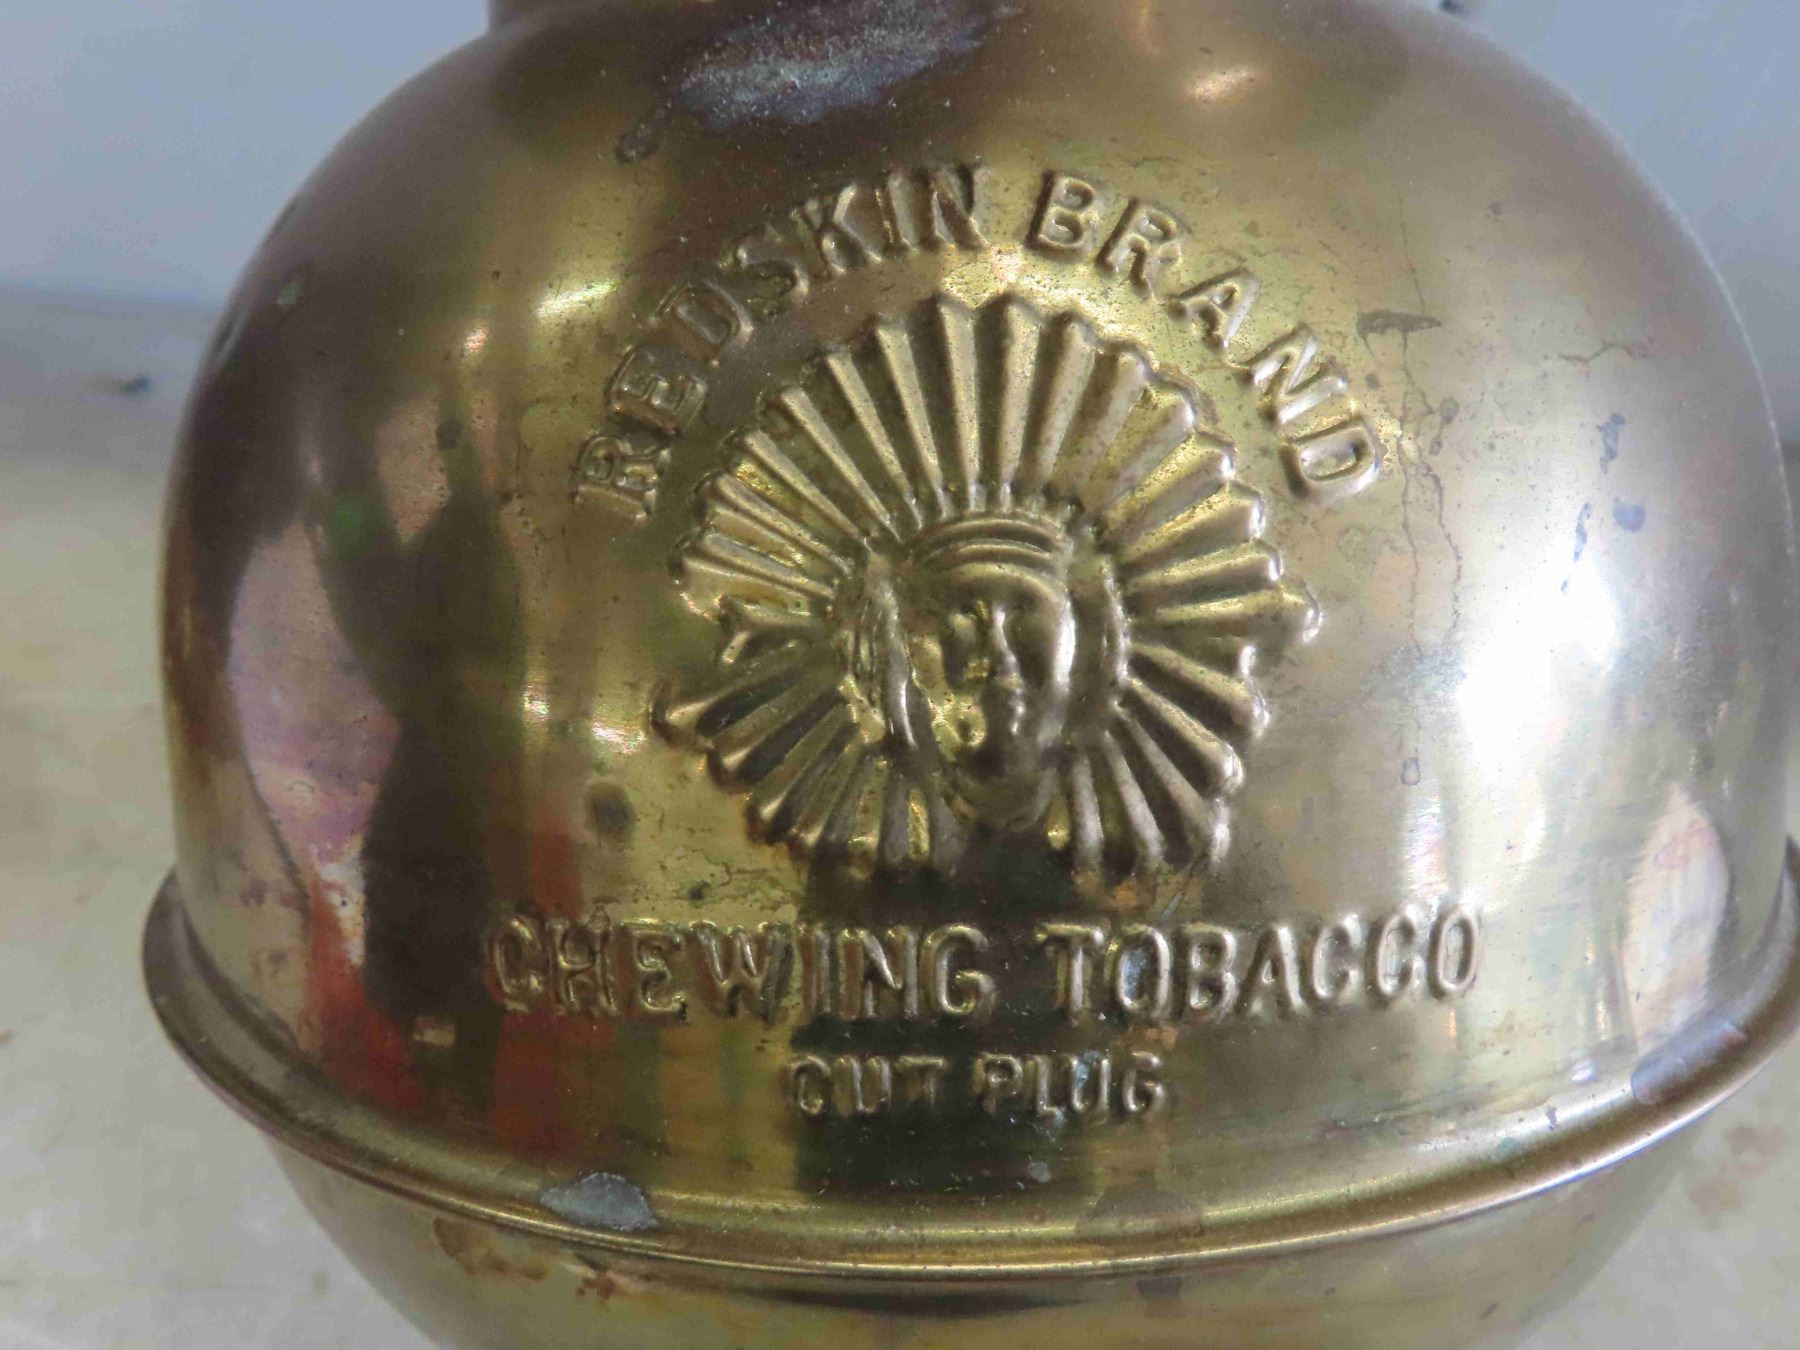 REDSKIN BRAND
CHEWING TOBACCO
CUT PLUG